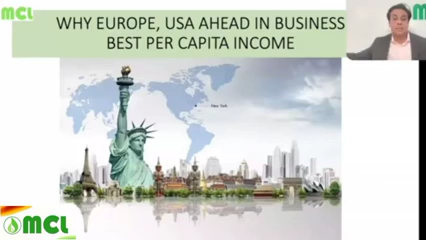 MCL
WHY EUROPE, USA AHEAD IN BUSINESS
BEST PER CAPITA INCOME
New York
MCL